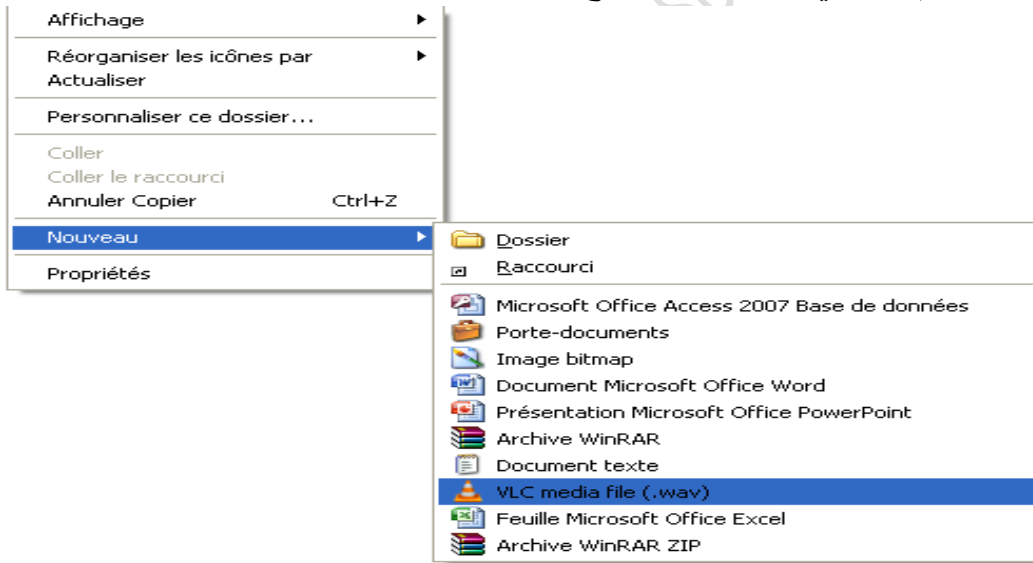 Affichage
Réorganiser les icônes par
Actualiser
Personnaliser ce dossier...
Coller
Coller le raccourci
Annuler Copier Ctrl+Z
Nouveau
Propriétés
Dossier
Raccourci
Microsoft Office Access 2007 Base de données
Porte-documents
Image bitmap
Document Microsoft Office Word
Présentation Microsoft Office PowerPoint
Archive WinRAR
Document texte
VLC media file (.wav)
Feuille Microsoft Office Excel
Archive WinRAR ZIP